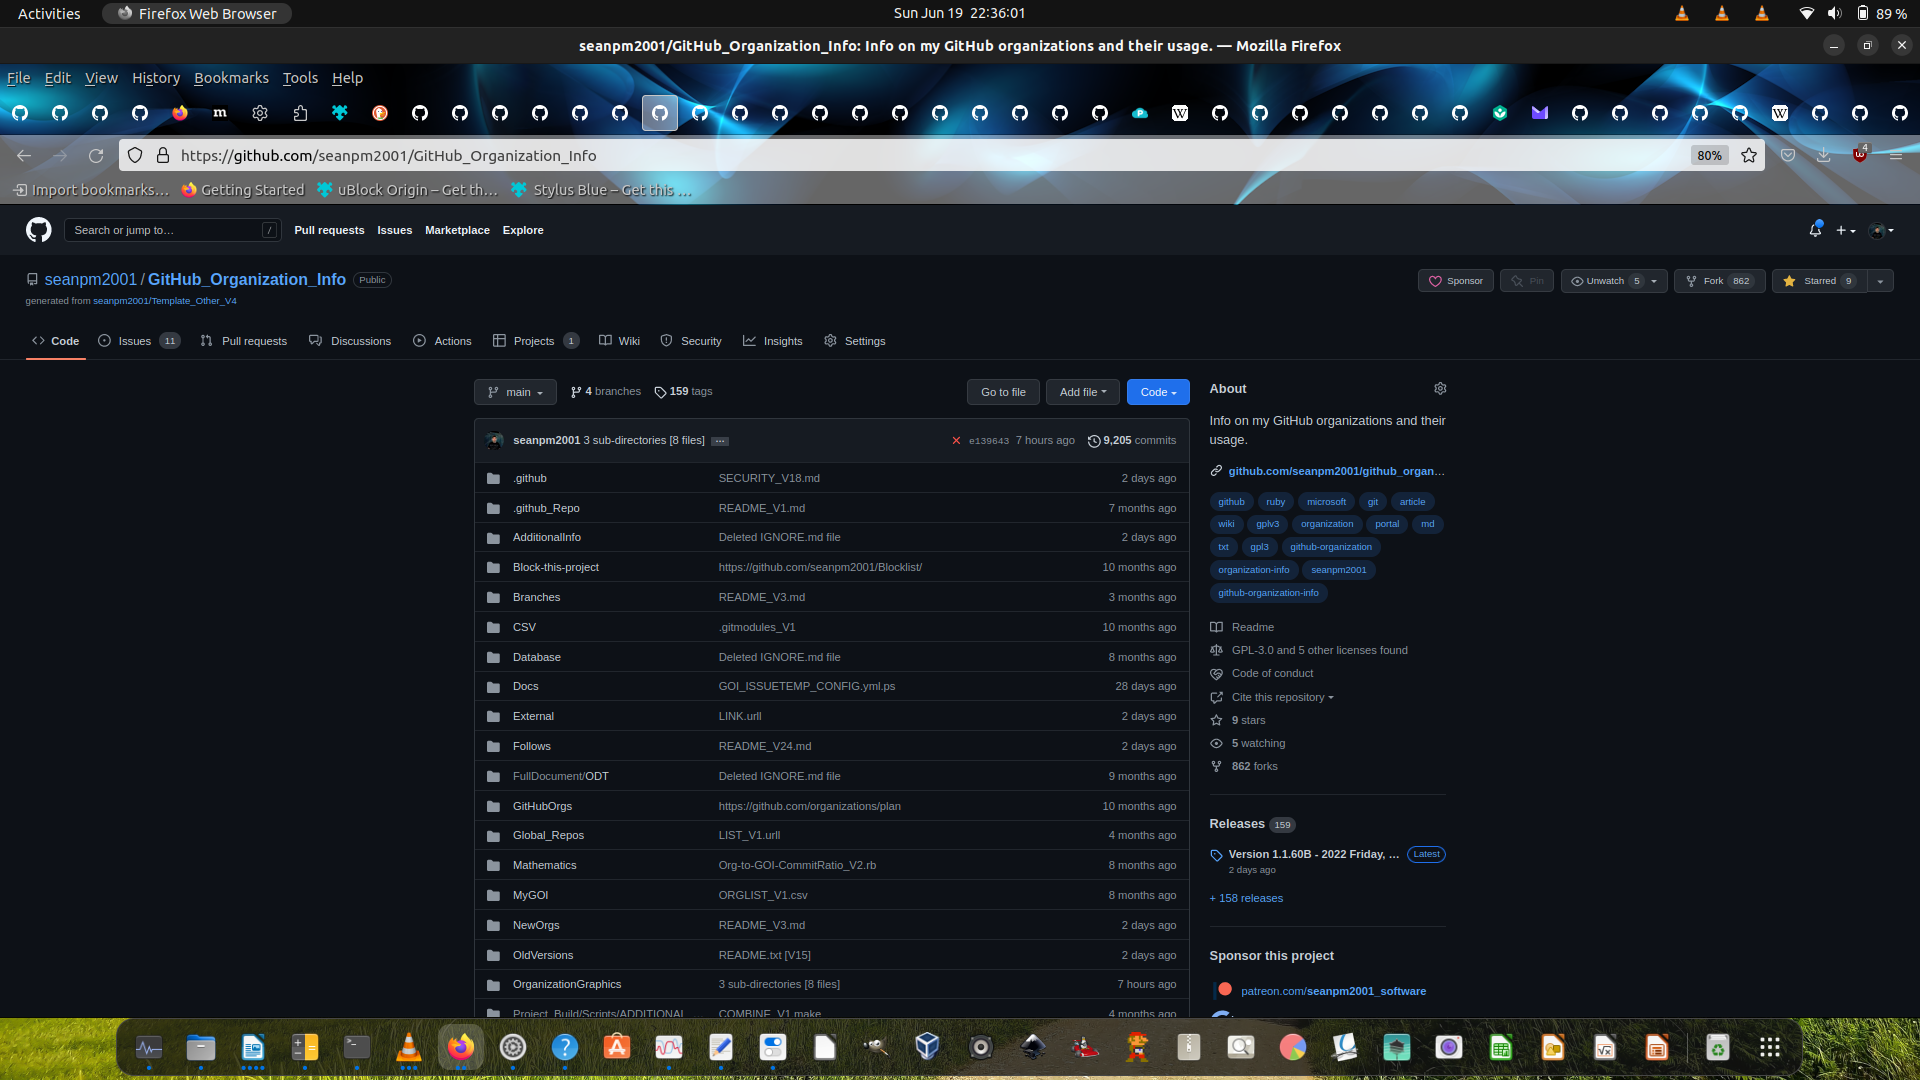 Activities Firefox Web Browser Sun Jun 19 22:36:01 89 %
seanpm2001/GitHub_Organization_Info: Info on my GitHub organizations and their usage. — Mozilla Firefox
File Edit View History Bookmarks Tools Help
https://github.com/seanpm2001/GitHub_Organization_Info 80% 4
Import bookmarks… Getting Started uBlock Origin – Get th… Stylus Blue – Get this …
Search or jump to… / Pull requests Issues Marketplace Explore
seanpm2001 / GitHub_Organization_Info Public Sponsor Pin Unwatch 5 Fork 862 Starred 9
generated from seanpm2001/Template_Other_V4
Code Issues 11 Pull requests Discussions Actions Projects 1 Wiki Security Insights Settings
main 4 branches 159 tags Go to file Add file Code
seanpm2001 3 sub-directories [8 files] ··· e139643 7 hours ago 9,205 commits
.github SECURITY_V18.md 2 days ago
.github_Repo README_V1.md 7 months ago
AdditionalInfo Deleted IGNORE.md file 2 days ago
Block-this-project https://github.com/seanpm2001/Blocklist/ 10 months ago
Branches README_V3.md 3 months ago
CSV .gitmodules_V1 10 months ago
Database Deleted IGNORE.md file 8 months ago
Docs GOI_ISSUETEMP_CONFIG.yml.ps 28 days ago
External LINK.urll 2 days ago
Follows README_V24.md 2 days ago
FullDocument/ODT Deleted IGNORE.md file 9 months ago
GitHubOrgs https://github.com/organizations/plan 10 months ago
Global_Repos LIST_V1.urll 4 months ago
Mathematics Org-to-GOI-CommitRatio_V2.rb 8 months ago
MyGOI ORGLIST_V1.csv 8 months ago
NewOrgs README_V3.md 2 days ago
OldVersions README.txt [V15] 2 days ago
OrganizationGraphics 3 sub-directories [8 files] 7 hours ago
Project_Build/Scripts/ADDITIONAL_… COMBINE_V1.make 4 months ago
About
Info on my GitHub organizations and their
usage.
github.com/seanpm2001/github_organ…
github ruby microsoft git article
wiki gplv3 organization portal md
txt gpl3 github-organization
organization-info seanpm2001
github-organization-info
Readme
GPL-3.0 and 5 other licenses found
Code of conduct
Cite this repository
9 stars
5 watching
862 forks
Releases 159
Version 1.1.60B - 2022 Friday, … Latest
2 days ago
+ 158 releases
Sponsor this project
patreon.com/seanpm2001_software